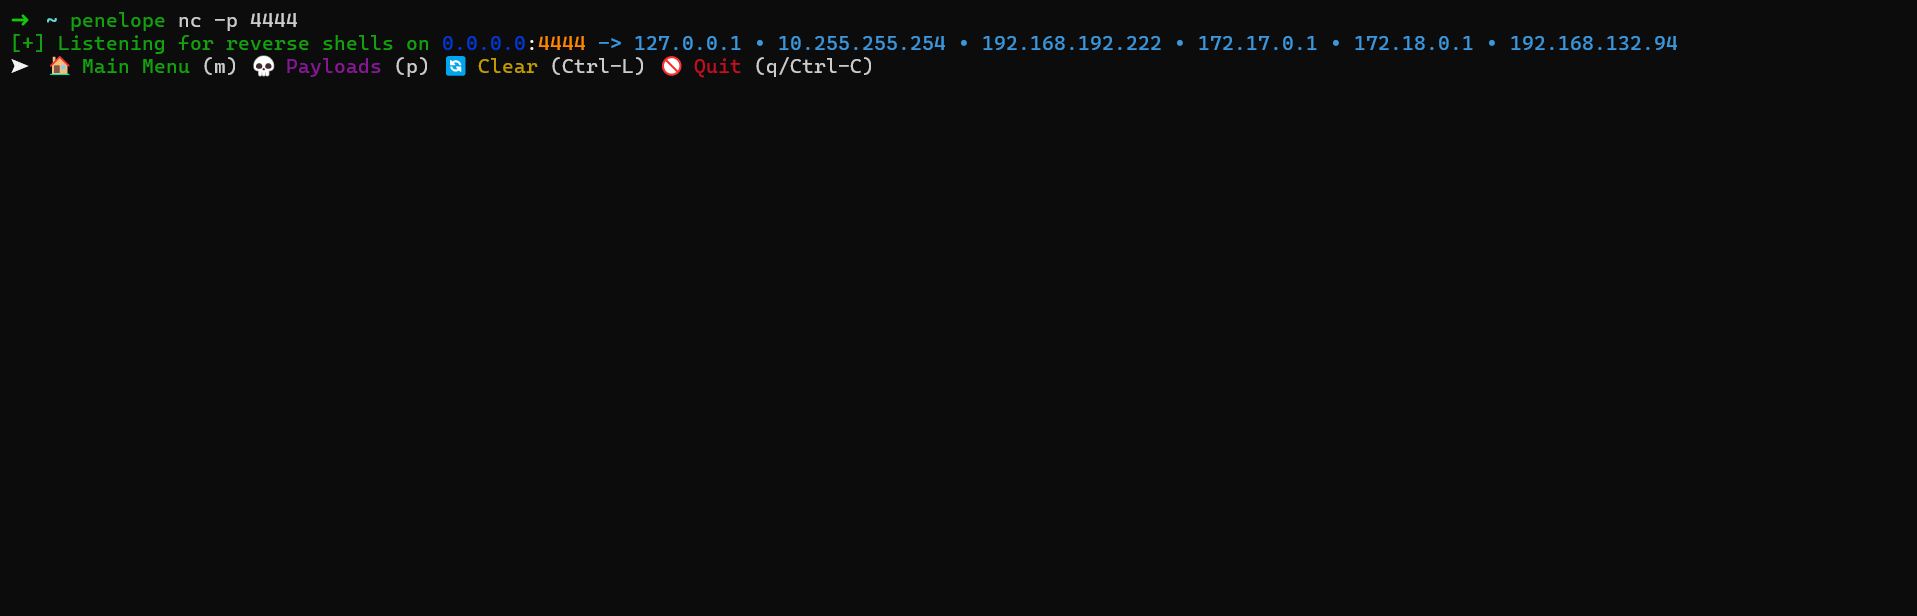 ➜ ~ penelope nc -p 4444
[+] Listening for reverse shells on 0.0.0.0:4444 -> 127.0.0.1 • 10.255.255.254 • 192.168.192.222 • 172.17.0.1 • 172.18.0.1 • 192.168.132.94
➤ 🏠 Main Menu (m) 💀 Payloads (p) 🔄 Clear (Ctrl-L) 🚫 Quit (q/Ctrl-C)